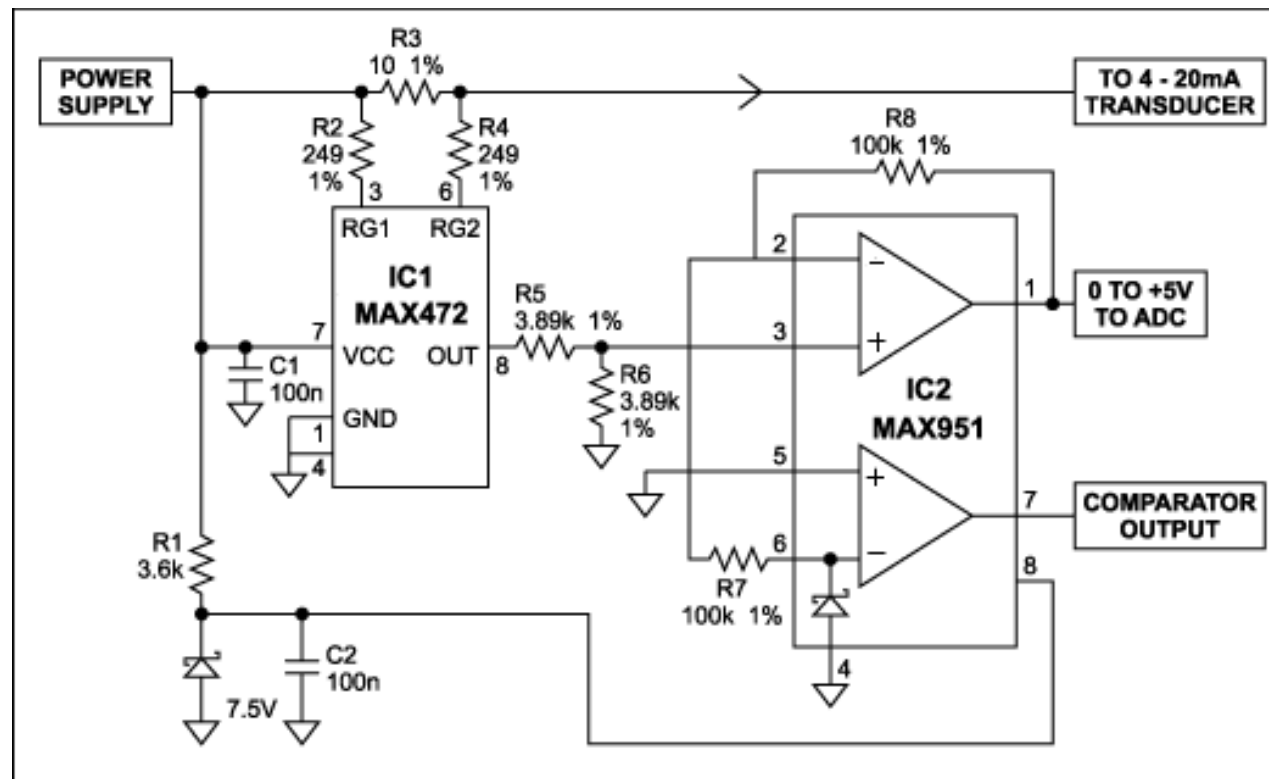 R3
10 1%
POWER
SUPPLY
TO 4 - 20mA
TRANSDUCER
R2
249
1%
R4
249
1%
R8
100k 1%
3
6
RG1
RG2
IC1
MAX472
7
VCC
OUT
8
C1
100n
GND
1
4
R5
3.89k 1%
R6
3.89k
1%
2
-
3
+
1
0 TO +5V
TO ADC
IC2
MAX951
5
+
6
-
7
COMPARATOR
OUTPUT
8
R7
100k 1%
4
R1
3.6k
C2
100n
7.5V